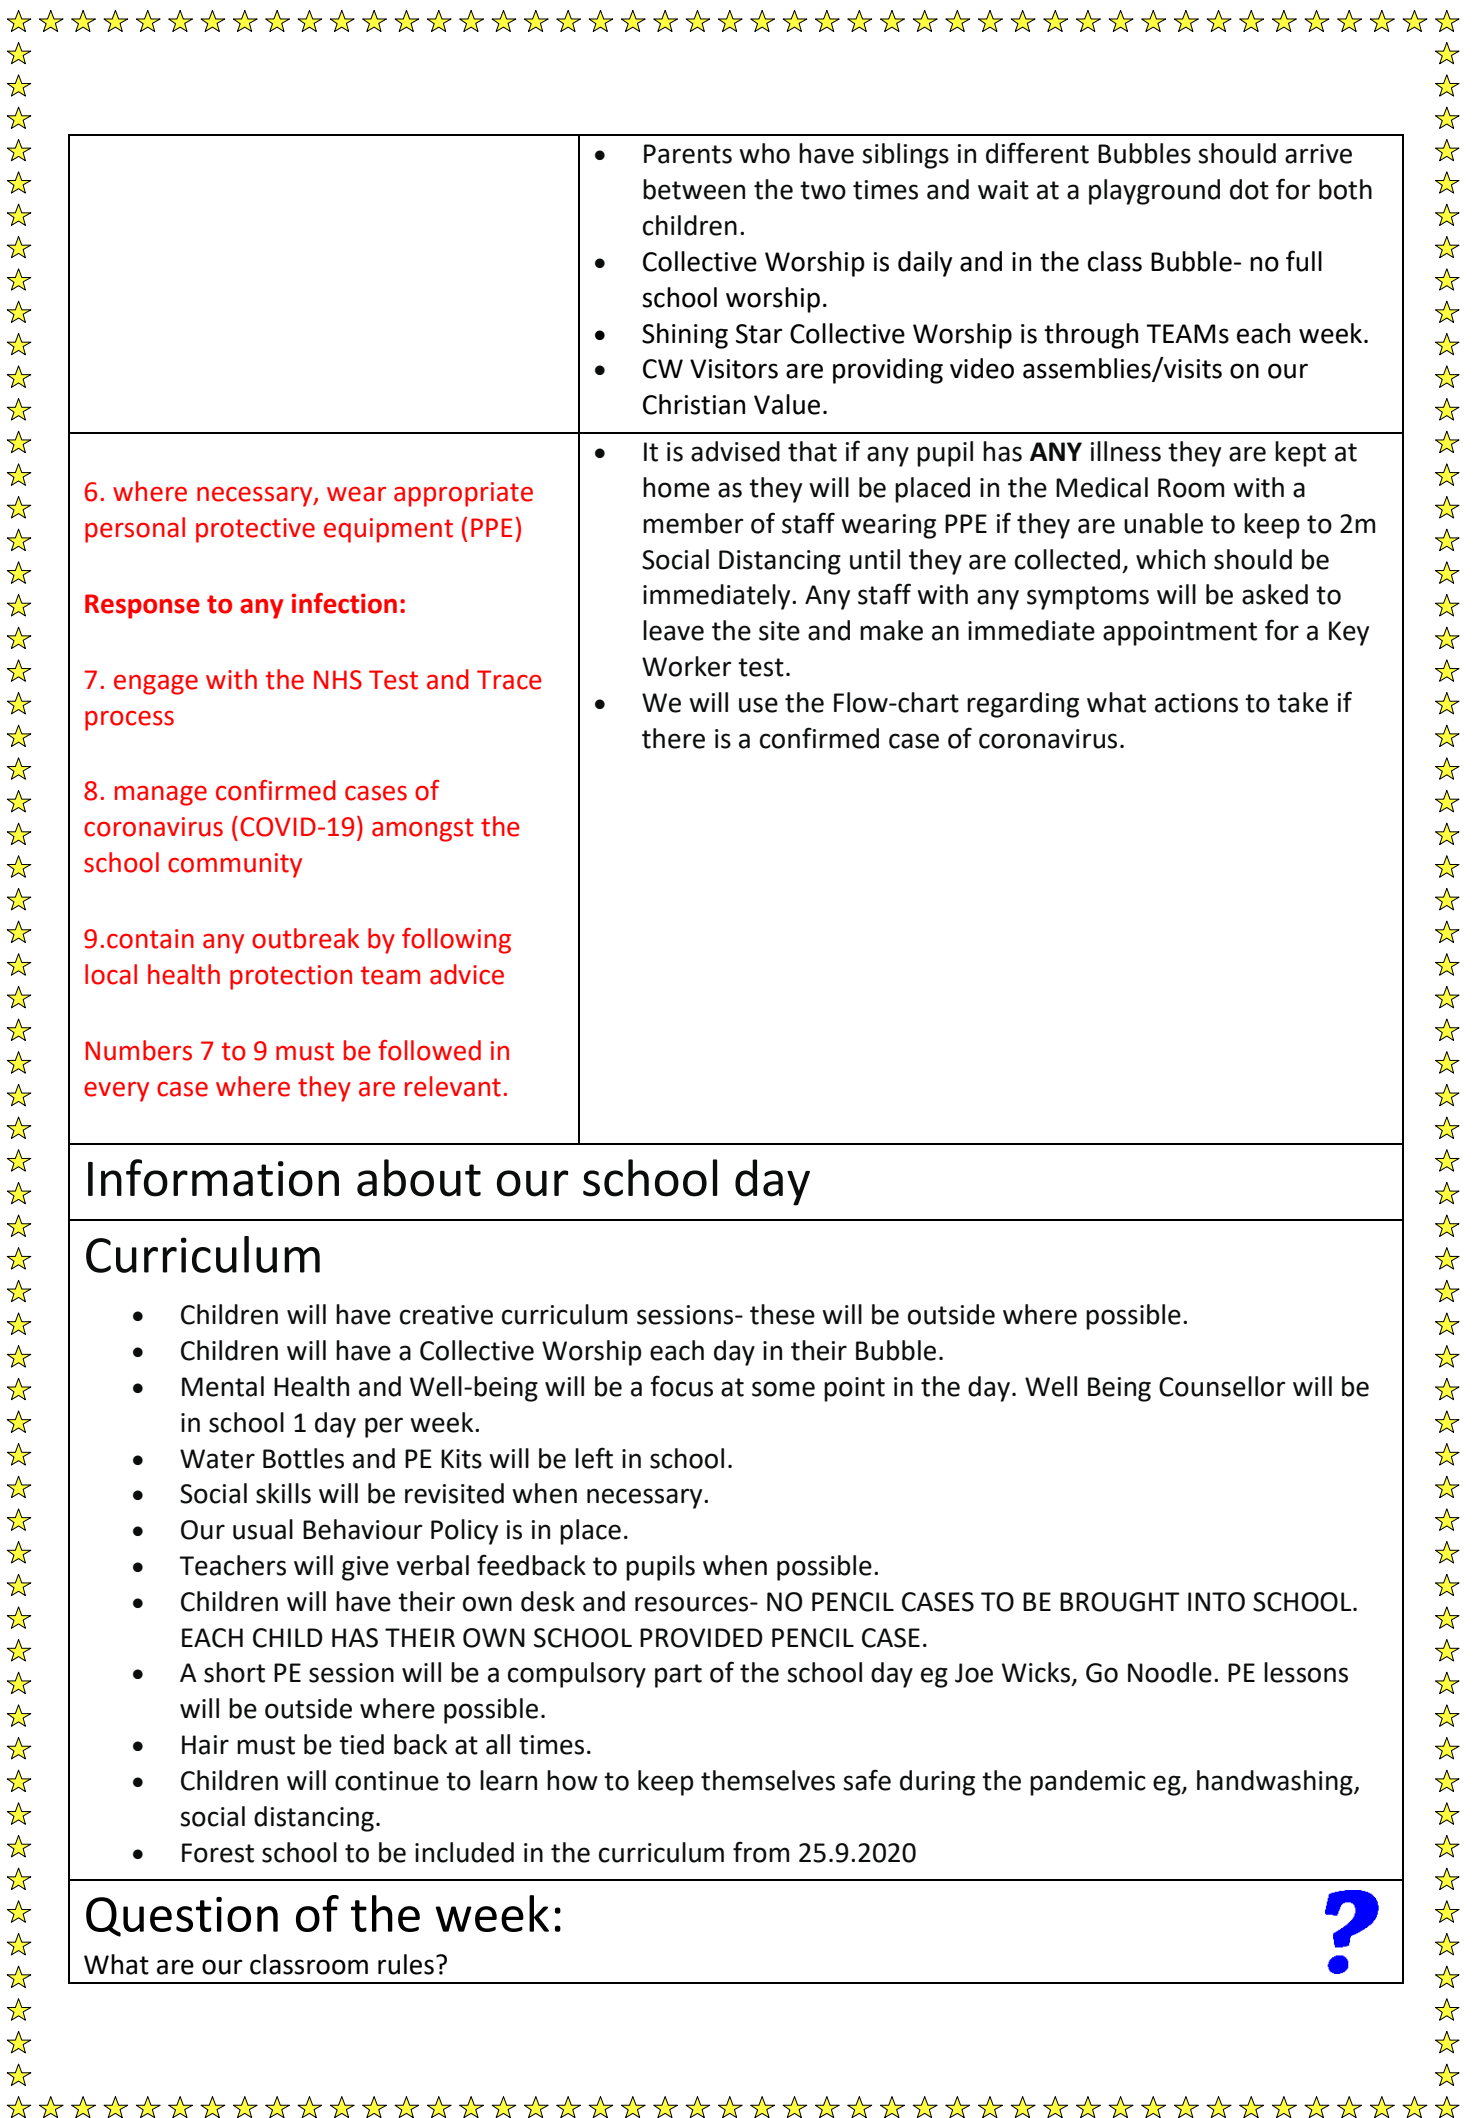 • Parents who have siblings in different Bubbles should arrive
between the two times and wait at a playground dot for both
children.
• Collective Worship is daily and in the class Bubble- no full
school worship.
• Shining Star Collective Worship is through TEAMs each week.
• CW Visitors are providing video assemblies/visits on our
Christian Value.
6. where necessary, wear appropriate
personal protective equipment (PPE)
Response to any infection:
7. engage with the NHS Test and Trace
process
8. manage confirmed cases of
coronavirus (COVID-19) amongst the
school community
9.contain any outbreak by following
local health protection team advice
Numbers 7 to 9 must be followed in
every case where they are relevant.
• It is advised that if any pupil has ANY illness they are kept at
home as they will be placed in the Medical Room with a
member of staff wearing PPE if they are unable to keep to 2m
Social Distancing until they are collected, which should be
immediately. Any staff with any symptoms will be asked to
leave the site and make an immediate appointment for a Key
Worker test.
• We will use the Flow-chart regarding what actions to take if
there is a confirmed case of coronavirus.
Information about our school day
Curriculum
• Children will have creative curriculum sessions- these will be outside where possible.
• Children will have a Collective Worship each day in their Bubble.
• Mental Health and Well-being will be a focus at some point in the day. Well Being Counsellor will be
in school 1 day per week.
• Water Bottles and PE Kits will be left in school.
• Social skills will be revisited when necessary.
• Our usual Behaviour Policy is in place.
• Teachers will give verbal feedback to pupils when possible.
• Children will have their own desk and resources- NO PENCIL CASES TO BE BROUGHT INTO SCHOOL.
EACH CHILD HAS THEIR OWN SCHOOL PROVIDED PENCIL CASE.
• A short PE session will be a compulsory part of the school day eg Joe Wicks, Go Noodle. PE lessons
will be outside where possible.
• Hair must be tied back at all times.
• Children will continue to learn how to keep themselves safe during the pandemic eg, handwashing,
social distancing.
• Forest school to be included in the curriculum from 25.9.2020
Question of the week:
What are our classroom rules?
?